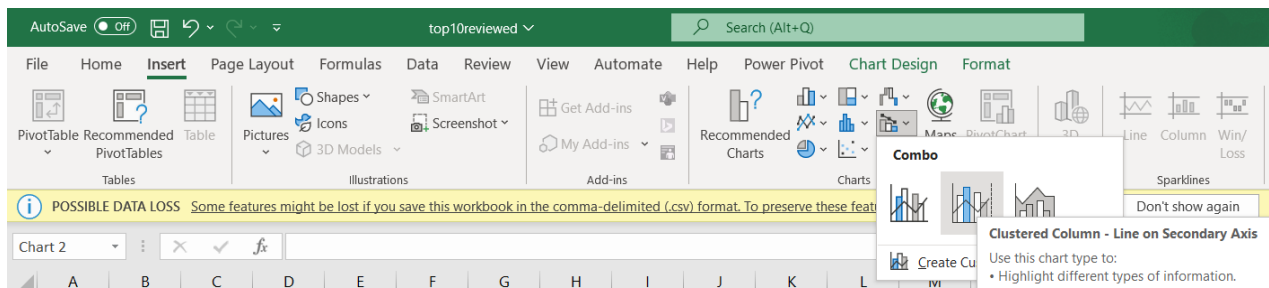 AutoSave Off top10reviewed Search (Alt+Q)
File Home Insert Page Layout Formulas Data Review View Automate Help Power Pivot Chart Design Format
PivotTable
Recommended
PivotTables
Table
Tables
Pictures
Shapes
Icons
3D Models
SmartArt
Screenshot
Illustrations
Get Add-ins
My Add-ins
Add-ins
Recommended
Charts
Maps
PivotChart
3D
Charts
Line
Column
Win/
Loss
Sparklines
Combo
Create Cu
Clustered Column - Line on Secondary Axis
Use this chart type to:
• Highlight different types of information.
POSSIBLE DATA LOSS Some features might be lost if you save this workbook in the comma-delimited (.csv) format. To preserve these featu
Don't show again
Chart 2 fx
A B C D E F G H I J K L M